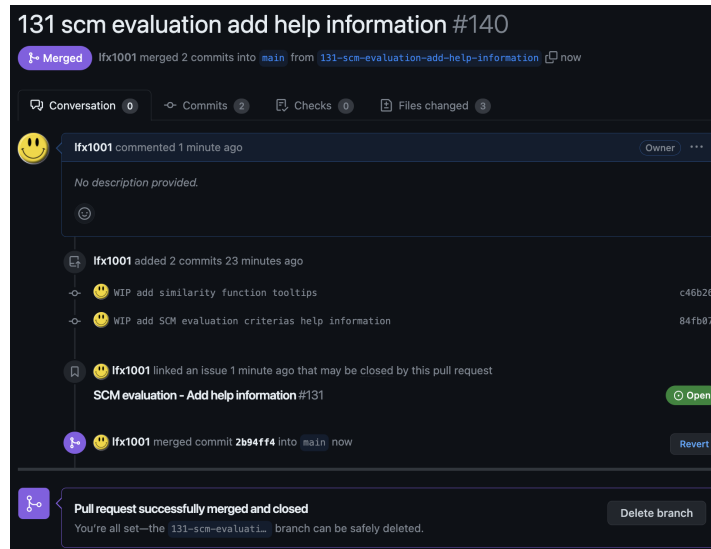 131 scm evaluation add help information #140
Merged lfx1001 merged 2 commits into main from 131-scm-evaluation-add-help-information now
Conversation 0 Commits 2 Checks 0 Files changed 3
lfx1001 commented 1 minute ago Owner
No description provided.
lfx1001 added 2 commits 23 minutes ago
WIP add similarity function tooltips c46b26
WIP add SCM evaluation criterias help information 84fb07
lfx1001 linked an issue 1 minute ago that may be closed by this pull request
SCM evaluation - Add help information #131 Open
lfx1001 merged commit 2b94ff4 into main now Revert
Pull request successfully merged and closed
You're all set—the 131-scm-evaluati… branch can be safely deleted. Delete branch